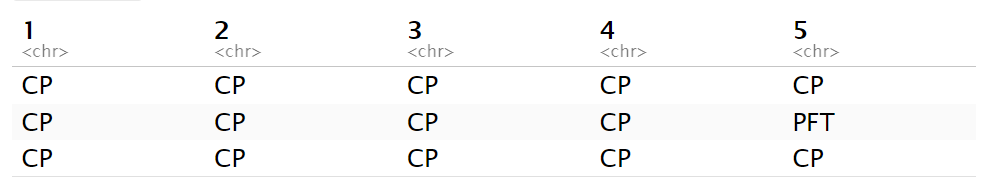 1 2 3 4 5
<chr> <chr> <chr> <chr> <chr>
CP CP CP CP CP
CP CP CP CP PFT
CP CP CP CP CP